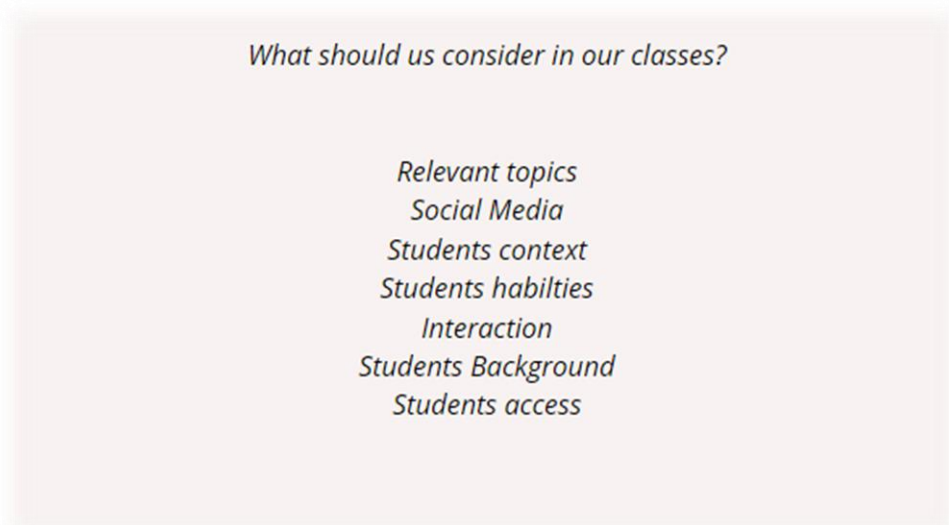 What should us consider in our classes?
Relevant topics
Social Media
Students context
Students habilties
Interaction
Students Background
Students access